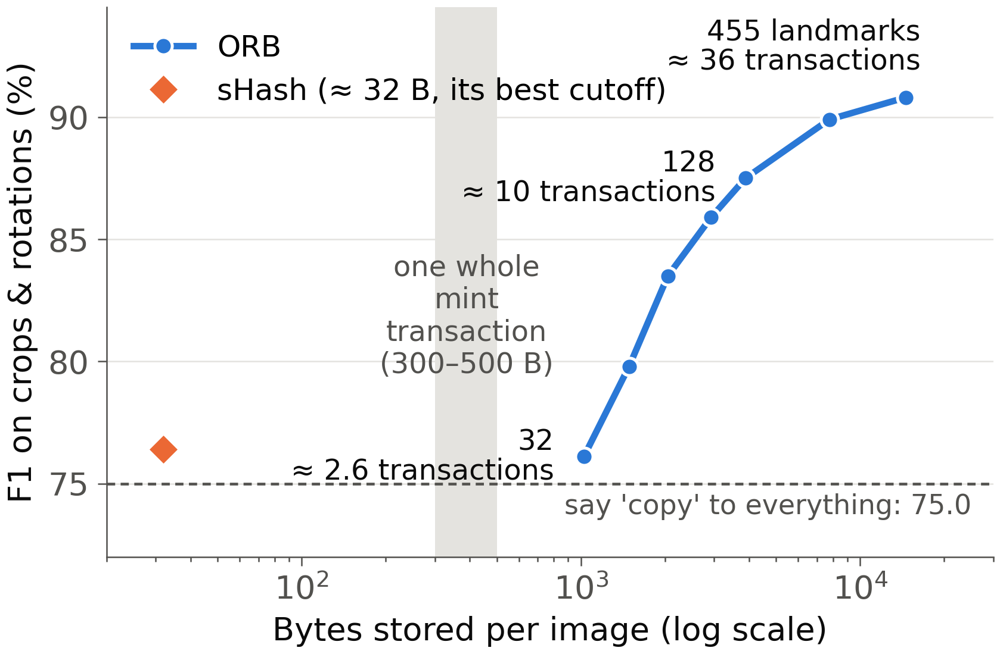 455 landmarks
≈ 36 transactions
ORB
sHash (≈ 32 B, its best cutoff)
128
≈ 10 transactions
one whole
mint
transaction
(300–500 B)
32
≈ 2.6 transactions
say 'copy' to everything: 75.0
F1 on crops & rotations (%)
90
85
80
75
10²
10³
10⁴
Bytes stored per image (log scale)